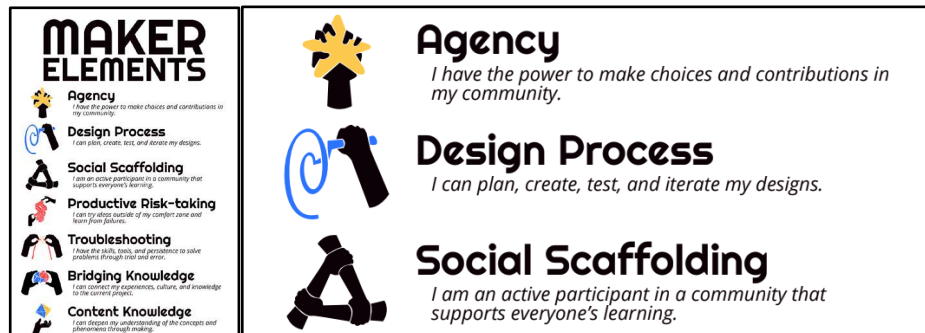 MAKER
ELEMENTS
Agency
I have the power to make choices and contributions in
my community.
Design Process
I can plan, create, test, and iterate my designs.
Social Scaffolding
I am an active participant in a community that
supports everyone's learning.
Productive Risk-taking
I can try ideas outside of my comfort zone and
learn from failures.
Troubleshooting
I have the skills, tools, and persistence to solve
problems through trial and error.
Bridging Knowledge
I can connect my experiences, culture, and knowledge
to the current project.
Content Knowledge
I can deepen my understanding of the concepts and
phenomena through making.
Agency
I have the power to make choices and contributions in
my community.
Design Process
I can plan, create, test, and iterate my designs.
Social Scaffolding
I am an active participant in a community that
supports everyone's learning.